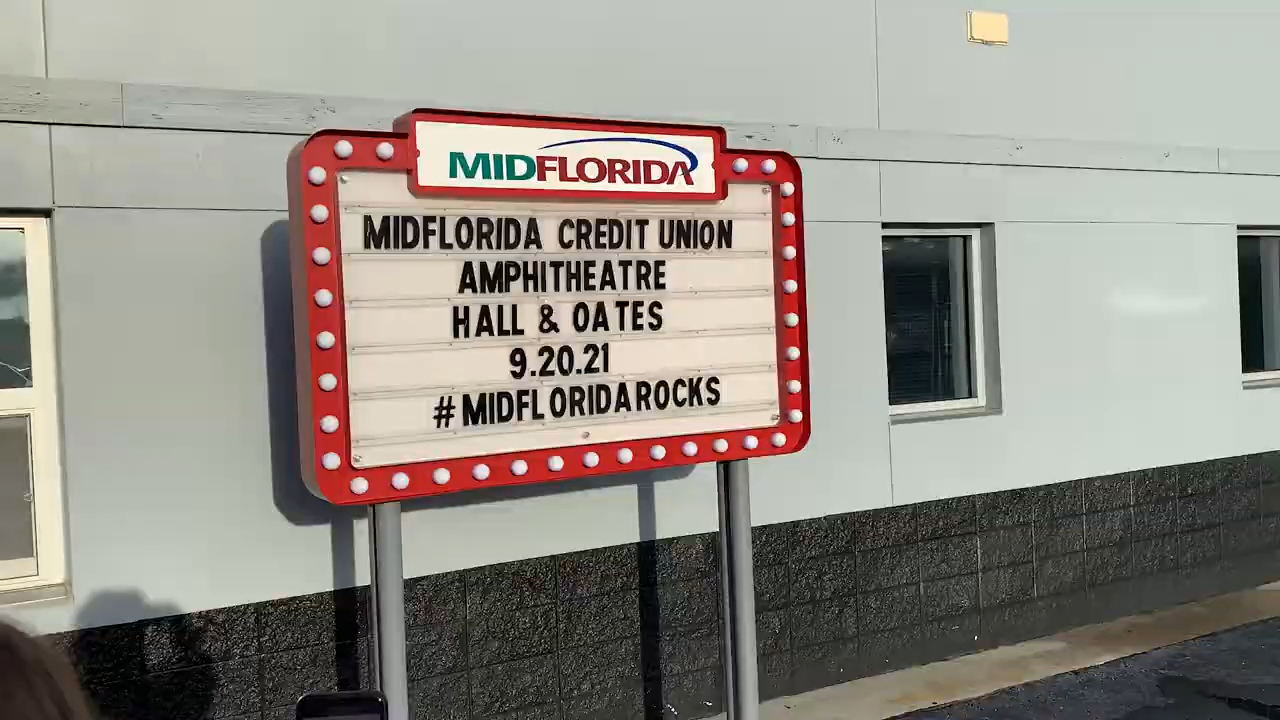 MIDFLORIDA
MIDFLORIDA CREDIT UNION
AMPHITHEATRE
HALL & OATES
9.20.21
#MIDFLORIDAROCKS